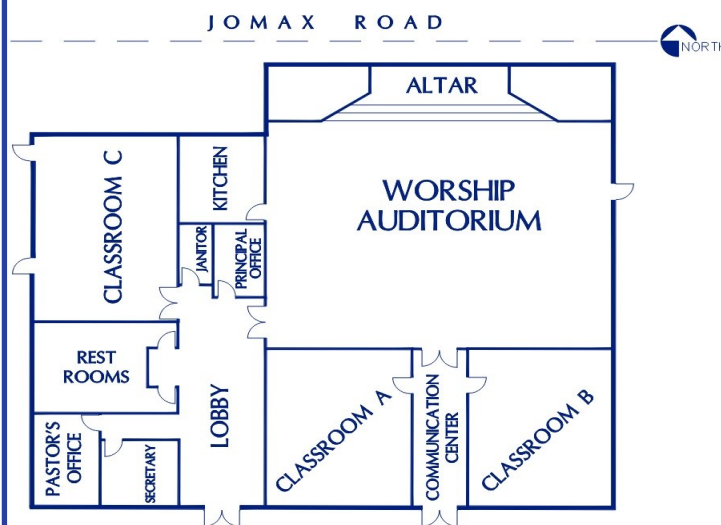 JOMAX ROAD
NORTH
ALTAR
WORSHIP
AUDITORIUM
CLASSROOM C
KITCHEN
JANITOR
PRINCIPAL
OFFICE
REST
ROOMS
LOBBY
PASTOR'S
OFFICE
SECRETARY
CLASSROOM A
COMMUNICATION
CENTER
CLASSROOM B